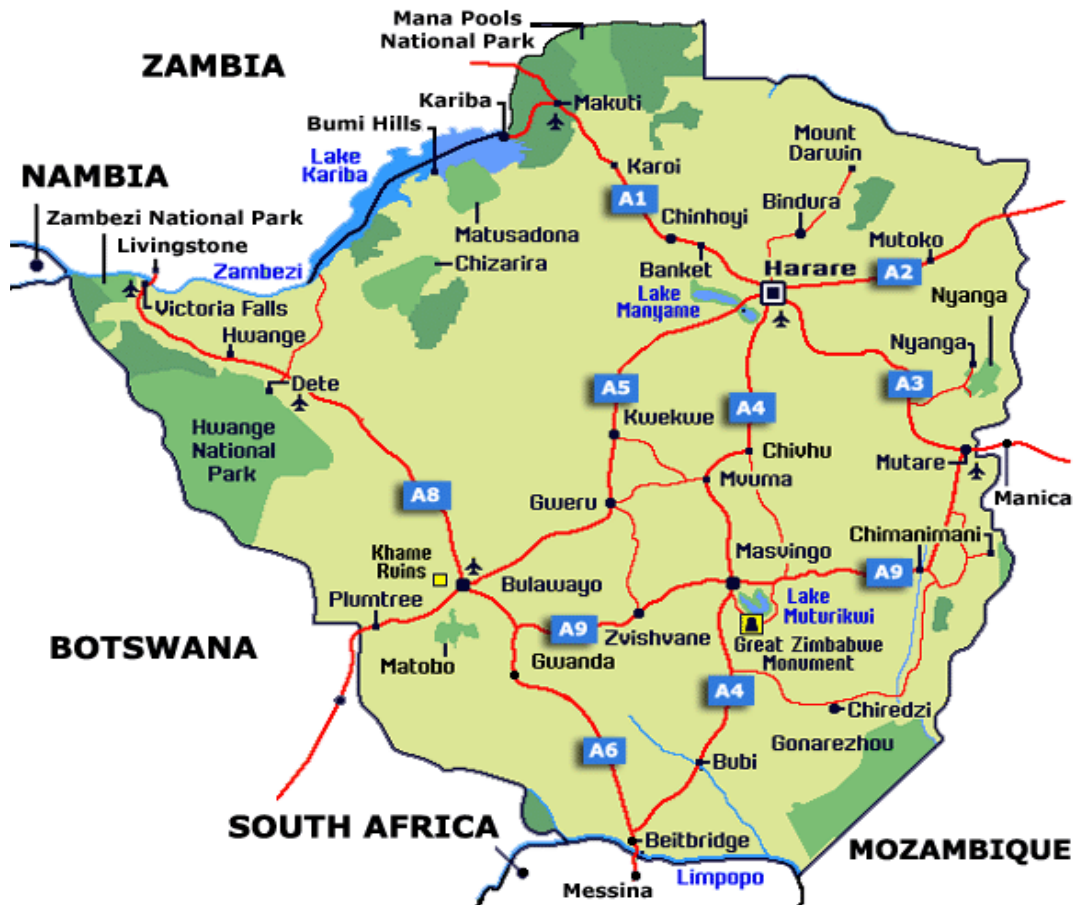 Mana Pools
National Park
ZAMBIA
Kariba
Makuti
Bumi Hills
Mount
Darwin
Lake
Kariba
Karoi
NAMBIA
A1
Bindura
Zambezi National Park
Chinhoyi
Livingstone
Matusadona
Mutoko
Banket
Harare
A2
Zambezi
Chizarira
Lake
Manyame
Nyanga
Victoria Falls
Hwange
Nyanga
Dete
A5
A3
A4
Kwekwe
Hwange
National
Park
Chivhu
Mutare
Mvuma
A8
Gweru
Manica
Chimanimani
Khame
Ruins
Masvingo
Bulawayo
A9
Plumtree
Lake
Muturikwi
A9
Zvishvane
BOTSWANA
Great Zimbabwe
Monument
Matobo
Gwanda
A4
Chiredzi
Gonarezhou
A6
Bubi
SOUTH AFRICA
Beitbridge
MOZAMBIQUE
Limpopo
Messina